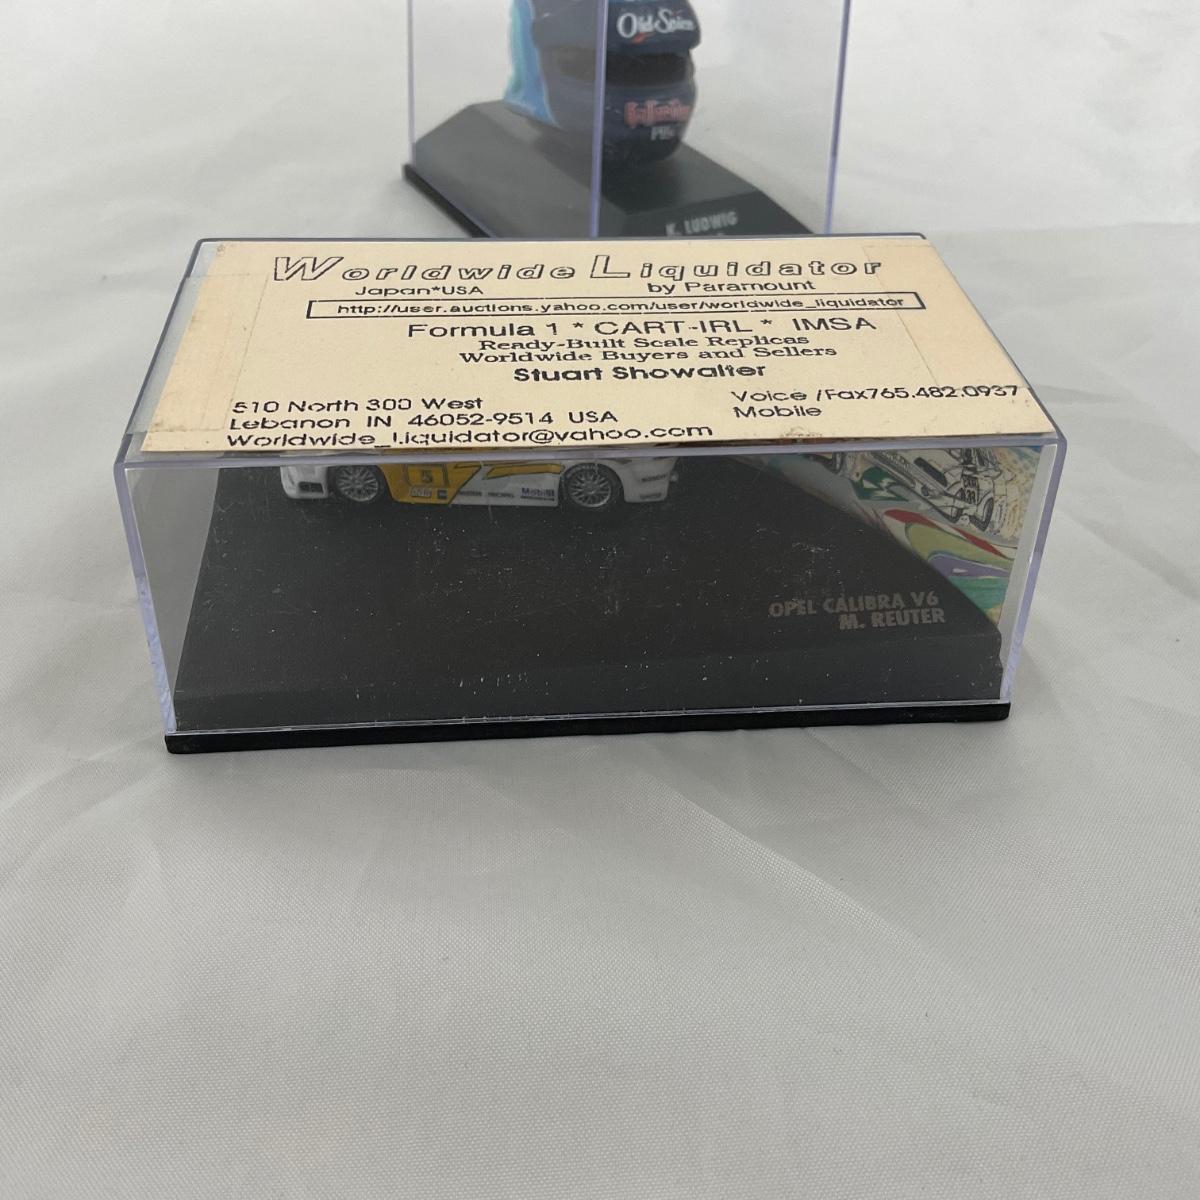 Old Spice
K. LUDWIG
Worldwide Liquidator
Japan*USA by Paramount
http://user.auctions.yahoo.com/user/worldwide_liquidator
Formula 1 * CART-IRL * IMSA
Ready-Built Scale Replicas
Worldwide Buyers and Sellers
Stuart Showalter
510 North 300 West
Lebanon IN 46052-9514 USA
Worldwide_Liquidator@yahoo.com
Voice /Fax765.482.0937
Mobile
5
Mobil
OPEL CALIBRA V6
M. REUTER